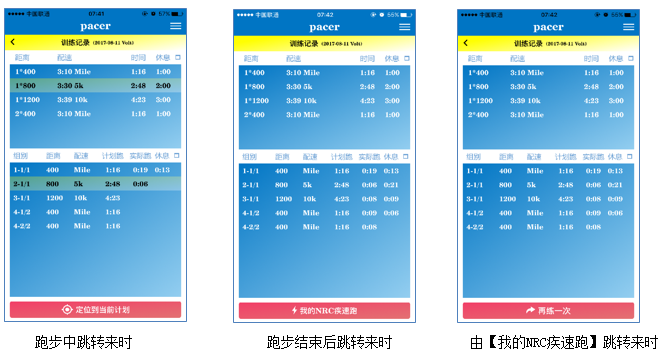 中国联通 07:41 57%
pacer
训练记录 (2017-08-11 Vols)
距离 配速 时间 休息
1*400 3:10 Mile 1:16 1:00
1*800 3:30 5k 2:48 2:00
1*1200 3:39 10k 4:23 3:00
2*400 3:10 Mile 1:16 1:00
组别 距离 配速 计划跑 实际跑 休息
1-1/1 400 Mile 1:16 0:19 0:13
2-1/1 800 5k 2:48 0:06
3-1/1 1200 10k 4:23
4-1/2 400 Mile 1:16
4-2/2 400 Mile 1:16
定位到当前计划
跑步中跳转来时
中国联通 07:42 55%
pacer
训练记录
距离 配速 时间 休息
1*400 3:10 Mile 1:16 1:00
1*800 3:30 5k 2:48 2:00
1*1200 3:39 10k 4:23 3:00
2*400 3:10 Mile 1:16 1:00
组别 距离 配速 计划跑 实际跑 休息
1-1/1 400 Mile 1:16 0:19 0:13
2-1/1 800 5k 2:48 0:06 0:21
3-1/1 1200 10k 4:23 0:08 0:09
4-1/2 400 Mile 1:16 0:09 0:06
4-2/2 400 Mile 1:16 0:08
我的NRC疾速跑
跑步结束后跳转来时
中国联通 07:42 56%
pacer
训练记录
距离 配速 时间 休息
1*400 3:10 Mile 1:16 1:00
1*800 3:30 5k 2:48 2:00
1*1200 3:39 10k 4:23 3:00
2*400 3:10 Mile 1:16 1:00
组别 距离 配速 计划跑 实际跑 休息
1-1/1 400 Mile 1:16 0:19 0:13
2-1/1 800 5k 2:48 0:06 0:21
3-1/1 1200 10k 4:23 0:08 0:09
4-1/2 400 Mile 1:16 0:09 0:06
4-2/2 400 Mile 1:16 0:08
再练一次
由【我的NRC疾速跑】跳转来时